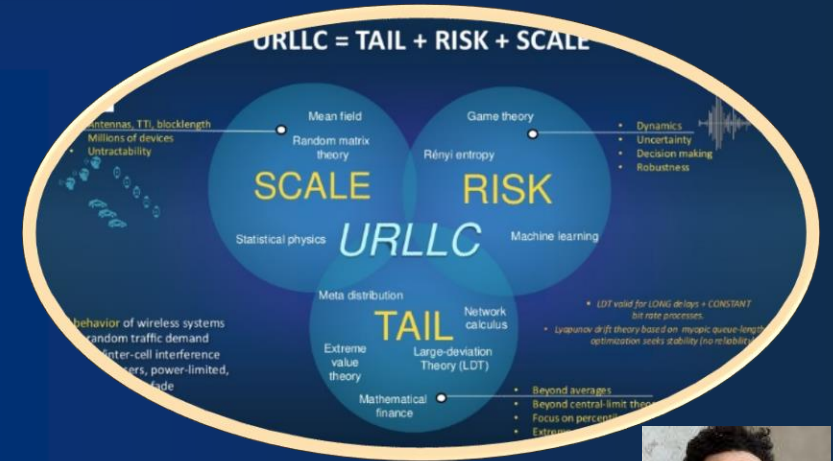 URLLC = TAIL + RISK + SCALE
Antennas, TTI, blocklength
Millions of devices
• Untractability
Mean field
Random matrix
theory
SCALE
Statistical physics
Game theory
Rényi entropy
RISK
Machine learning
• Dynamics
• Uncertainty
• Decision making
• Robustness
URLLC
Meta distribution
TAIL
Network
calculus
Extreme
value
theory
Large-deviation
Theory (LDT)
Mathematical
finance
behavior of wireless systems
random traffic demand
inter-cell interference
users, power-limited,
fade
• LDT valid for LONG delays + CONSTANT
bit rate processes.
• Lyapunov drift theory based on myopic queue-length
optimization seeks stability (no reliability)
• Beyond averages
• Beyond central-limit
• Focus on